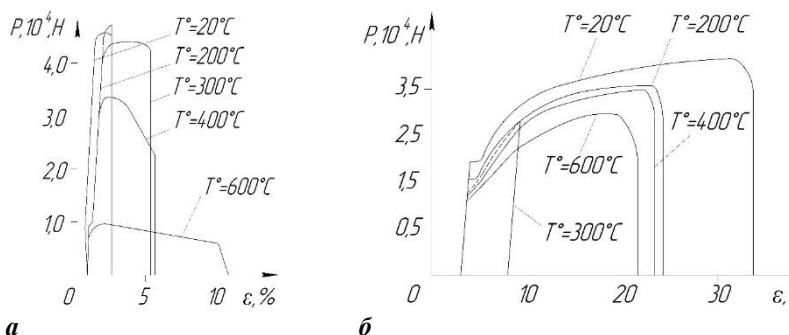 P,10⁴,H
T°=20°C
T°=200°C
T°=300°C
T°=400°C
T°=600°C
4,0
3,0
2,0
1,0
0
5
10
ε,%
а
P,10⁴,H
T°=20°C
T°=200°C
T°=400°C
T°=600°C
T°=300°C
3,5
2,5
1,5
0,5
0
10
20
30
ε,
б